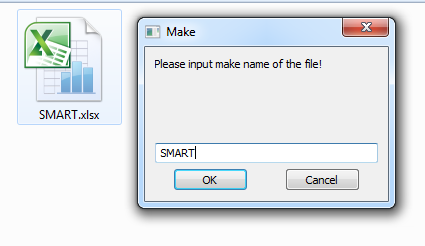 Make
Please input make name of the file!
SMART.xlsx
SMART
OK
Cancel